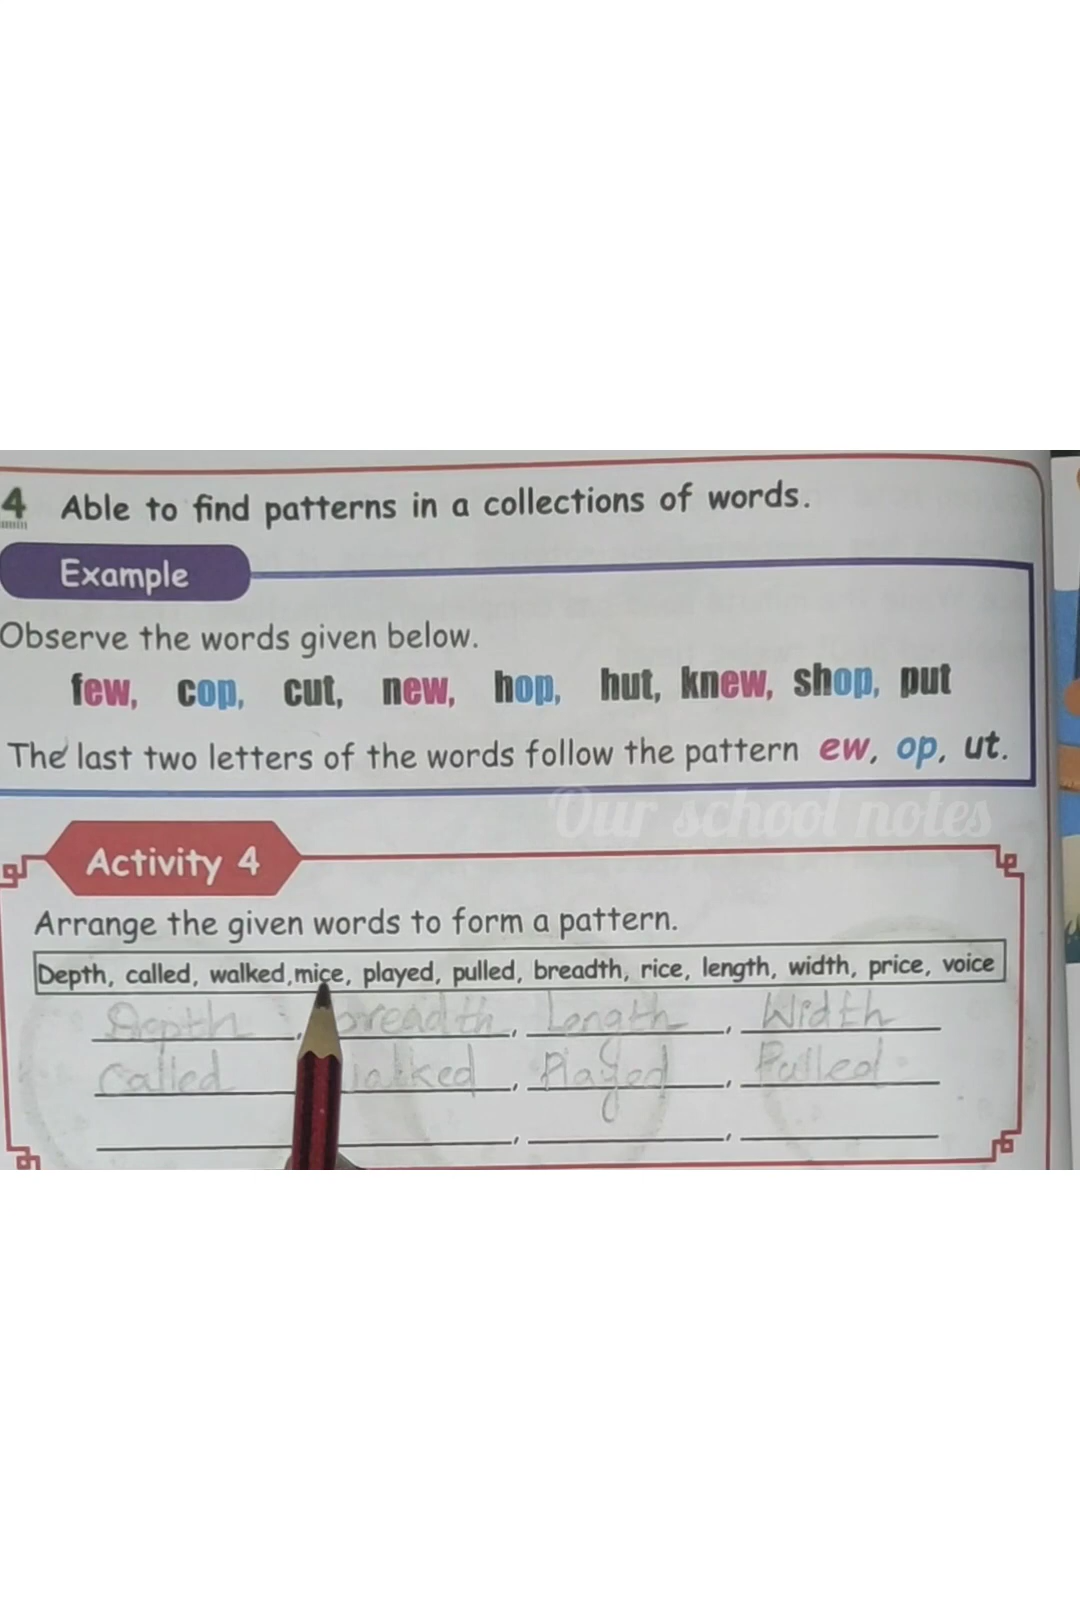 4 Able to find patterns in a collections of words.
Example
Observe the words given below.
few, cop, cut, new, hop, hut, knew, shop, put
The last two letters of the words follow the pattern ew, op, ut.
Our school notes
Activity 4
Arrange the given words to form a pattern.
Depth, called, walked, mice, played, pulled, breadth, rice, length, width, price, voice
Depth, breadth, Length, Width
Called alked, Played, Pulled